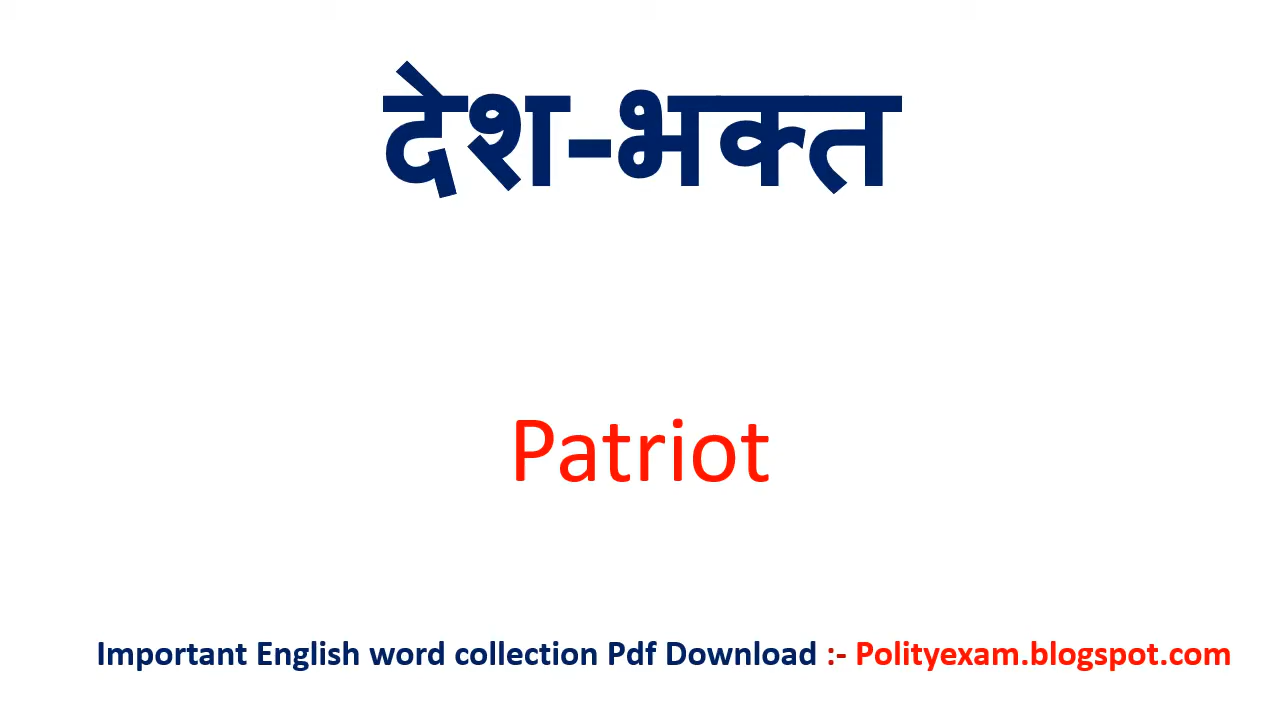 देश-भक्त
Patriot
Important English word collection Pdf Download :- Polityexam.blogspot.com